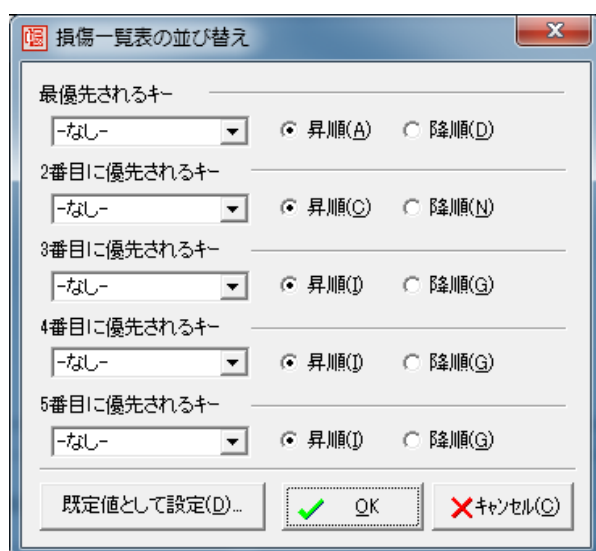 損傷一覧表の並び替え
最優先されるキー
-なし- 昇順(A) 降順(D)
2番目に優先されるキー
-なし- 昇順(C) 降順(N)
3番目に優先されるキー
-なし- 昇順(I) 降順(G)
4番目に優先されるキー
-なし- 昇順(I) 降順(G)
5番目に優先されるキー
-なし- 昇順(I) 降順(G)
既定値として設定(D)... OK キャンセル(C)